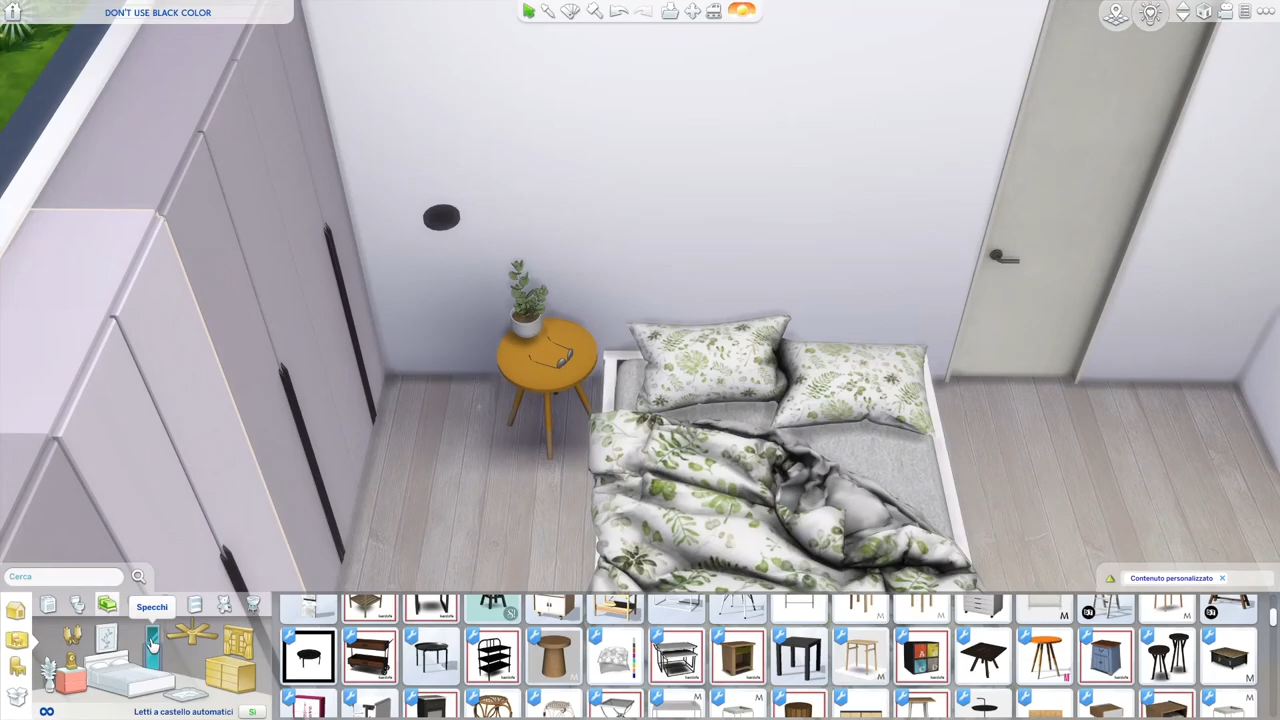 DON'T USE BLACK COLOR
Cerca
Specchi
Contenuto personalizzato
Letti a castello automatici
Sì